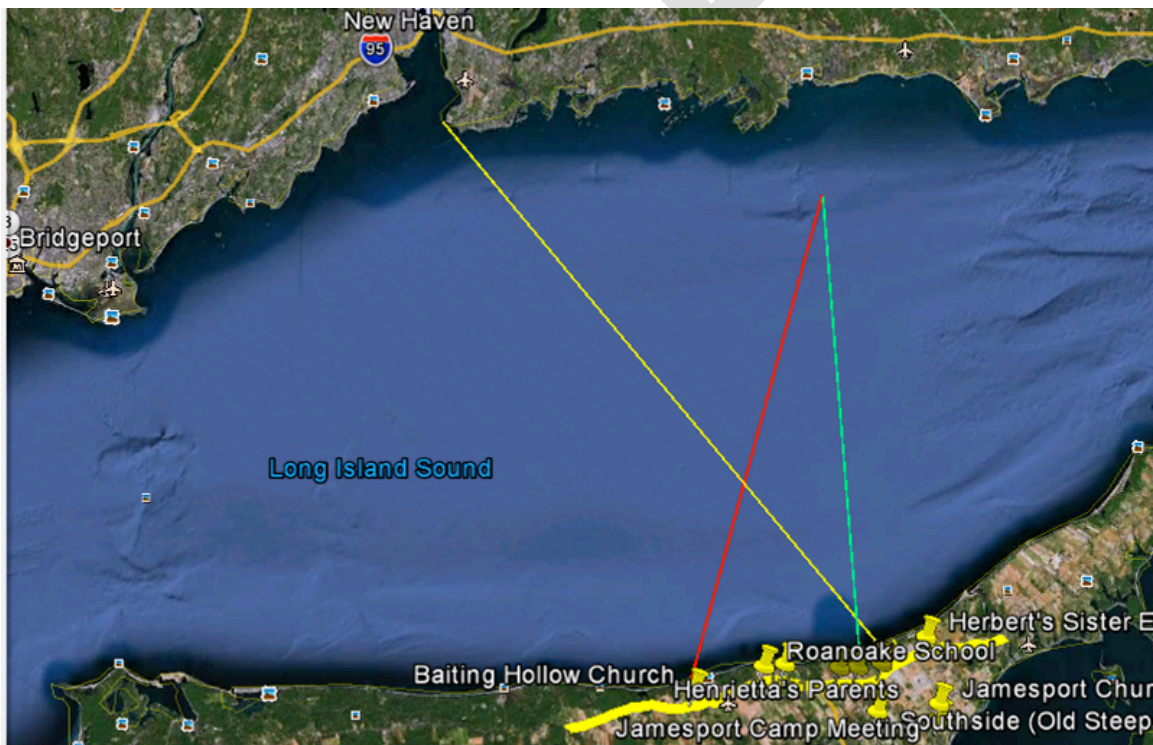 New Haven
95
Bridgeport
Long Island Sound
Herbert's Sister E
Roanoake School
Baiting Hollow Church
Henrietta's Parents
Jamesport Chur
Jamesport Camp Meeting
Southside (Old Steep